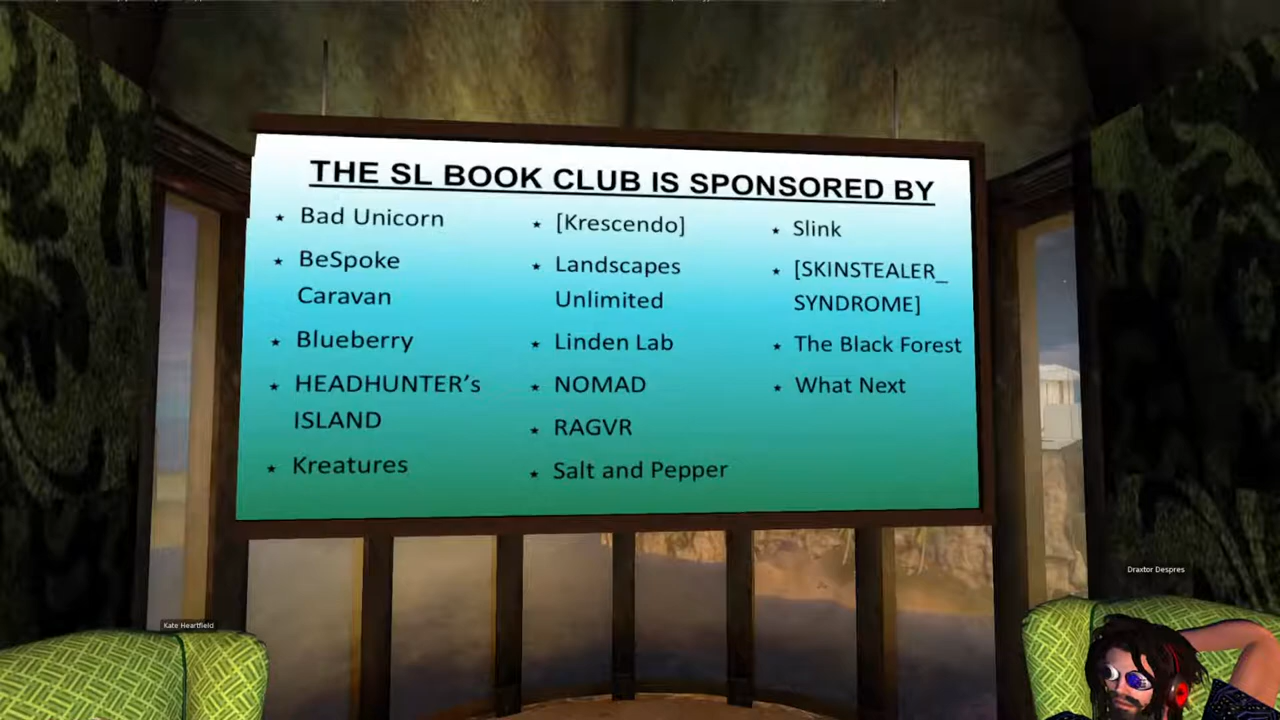 THE SL BOOK CLUB IS SPONSORED BY
★ Bad Unicorn
★ BeSpoke
Caravan
★ Blueberry
★ HEADHUNTER's
ISLAND
★ Kreatures
★ [Krescendo]
★ Landscapes
Unlimited
★ Linden Lab
★ NOMAD
★ RAGVR
★ Salt and Pepper
★ Slink
★ [SKINSTEALER_
SYNDROME]
★ The Black Forest
★ What Next
Draxtor Despres
Kate Heartfield